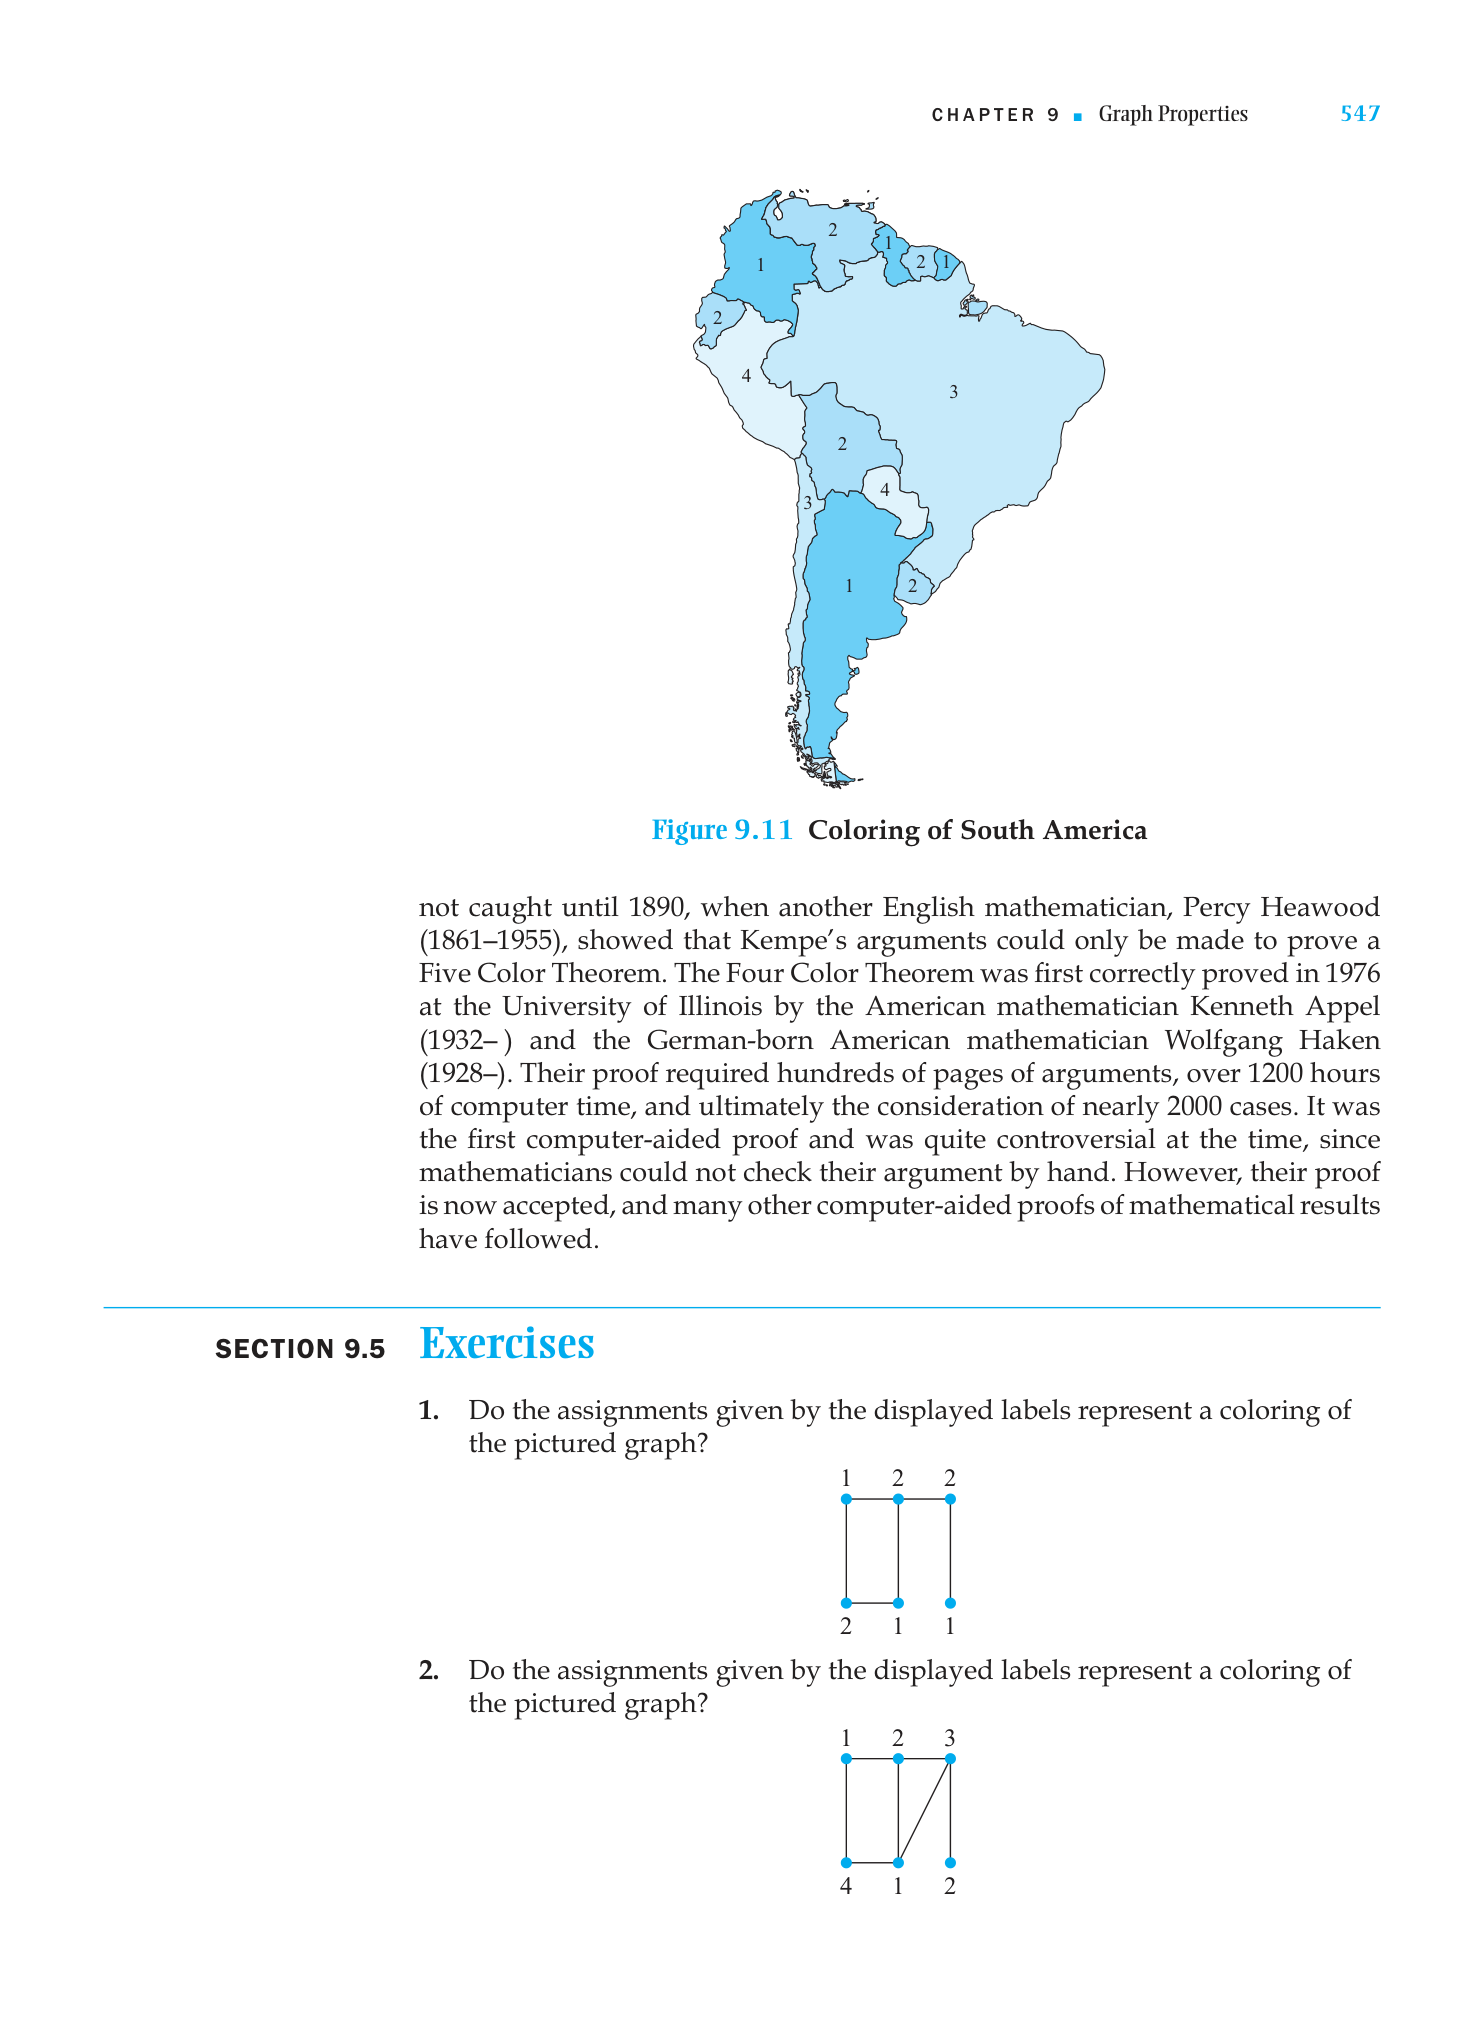 CHAPTER 9 ■ Graph Properties 547
2
1
1
2 1
2
4
3
2
4
3
1
2
Figure 9.11 Coloring of South America
not caught until 1890, when another English mathematician, Percy Heawood
(1861–1955), showed that Kempe's arguments could only be made to prove a
Five Color Theorem. The Four Color Theorem was first correctly proved in 1976
at the University of Illinois by the American mathematician Kenneth Appel
(1932– ) and the German-born American mathematician Wolfgang Haken
(1928–). Their proof required hundreds of pages of arguments, over 1200 hours
of computer time, and ultimately the consideration of nearly 2000 cases. It was
the first computer-aided proof and was quite controversial at the time, since
mathematicians could not check their argument by hand. However, their proof
is now accepted, and many other computer-aided proofs of mathematical results
have followed.
SECTION 9.5 Exercises
1. Do the assignments given by the displayed labels represent a coloring of
the pictured graph?
1 2 2
2 1 1
2. Do the assignments given by the displayed labels represent a coloring of
the pictured graph?
1 2 3
4 1 2